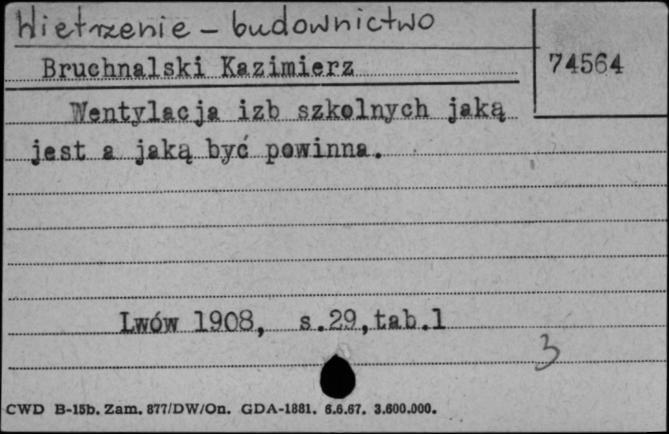 Wietrzenie - budownictwo
Bruchnalski Kazimierz
74564
Wentylacja izb szkolnych jaką
jest a jaką być powinna.
Lwów 1908, s.29, tab.1
3
CWD B-15b. Zam. 877/DW/On. GDA-1881. 6.6.67. 3.600.000.